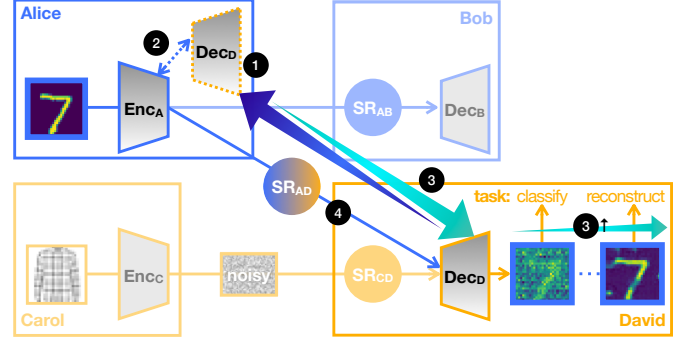 Alice
Bob
2
Dec_D
1
Enc_A
SR_AB
Dec_B
3
SR_AD
task: classify reconstruct
4
3↑
Enc_C
noisy
SR_CD
Dec_D
Carol
David